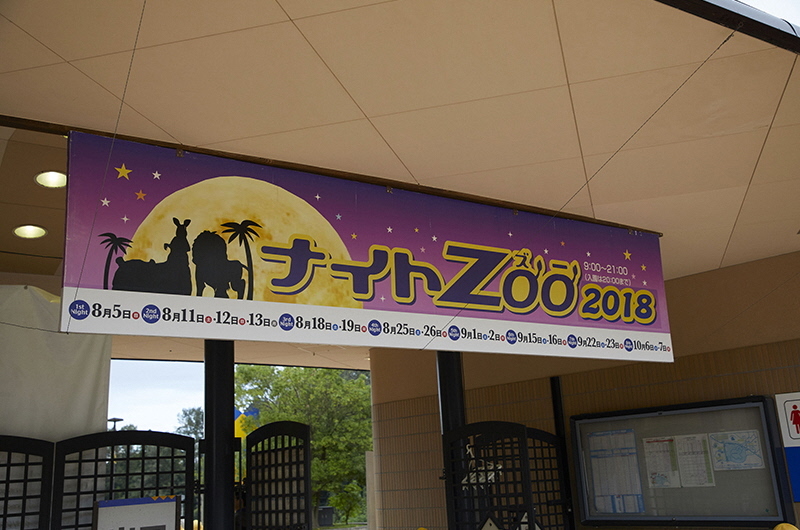 ナイトZOO 2018
9:00~21:00
(入園は20:00まで)
1st Night 8月5日 2nd Night 8月11日・12日・13日 3rd Night 8月18日・19日 4th Night 8月25日・26日 9月1日・2日 9月15日・16日 9月22日・23日 10月6日・7日